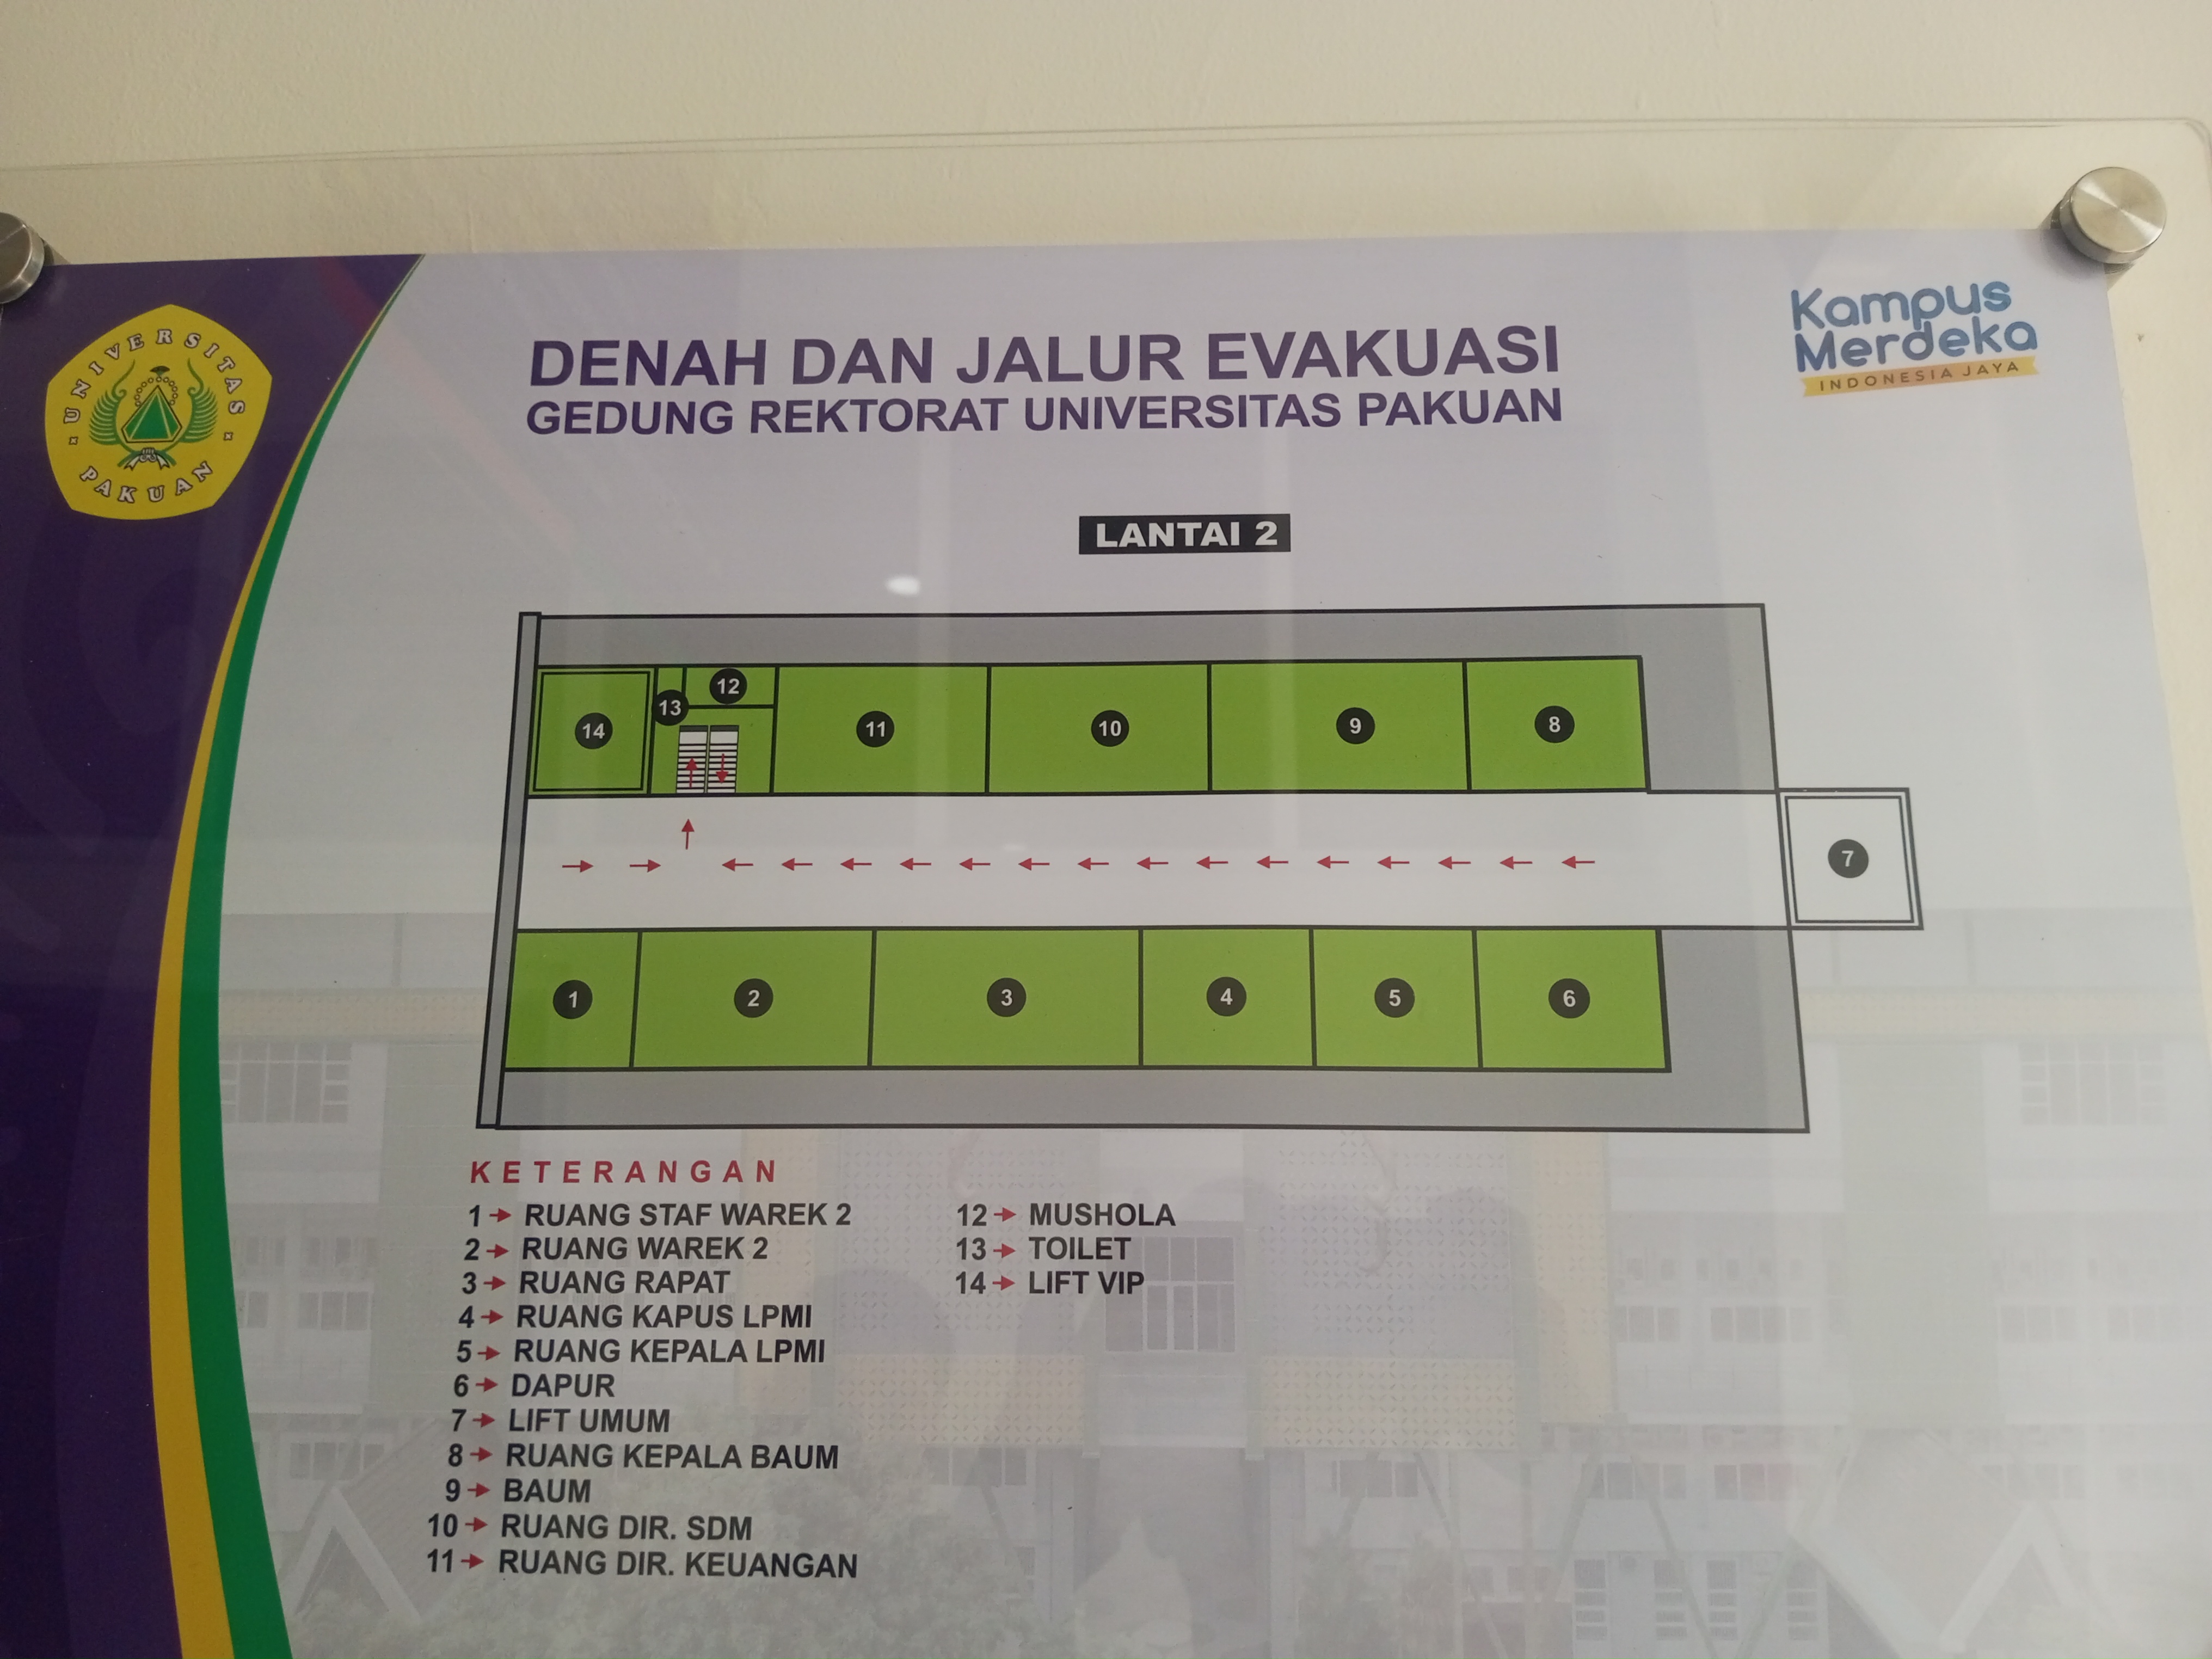 UNIVERSITAS
PAKUAN
Kampus
Merdeka
INDONESIA JAYA
DENAH DAN JALUR EVAKUASI
GEDUNG REKTORAT UNIVERSITAS PAKUAN
LANTAI 2
14
13
12
11
10
9
8
7
1
2
3
4
5
6
KETERANGAN
1 → RUANG STAF WAREK 2
2 → RUANG WAREK 2
3 → RUANG RAPAT
4 → RUANG KAPUS LPMI
5 → RUANG KEPALA LPMI
6 → DAPUR
7 → LIFT UMUM
8 → RUANG KEPALA BAUM
9 → BAUM
10 → RUANG DIR. SDM
11 → RUANG DIR. KEUANGAN
12 → MUSHOLA
13 → TOILET
14 → LIFT VIP